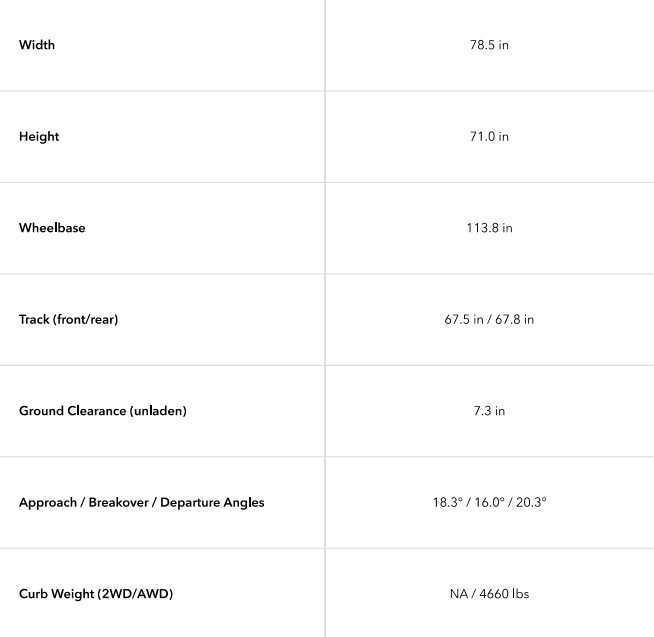 Width 78.5 in
Height 71.0 in
Wheelbase 113.8 in
Track (front/rear) 67.5 in / 67.8 in
Ground Clearance (unladen) 7.3 in
Approach / Breakover / Departure Angles 18.3° / 16.0° / 20.3°
Curb Weight (2WD/AWD) NA / 4660 lbs